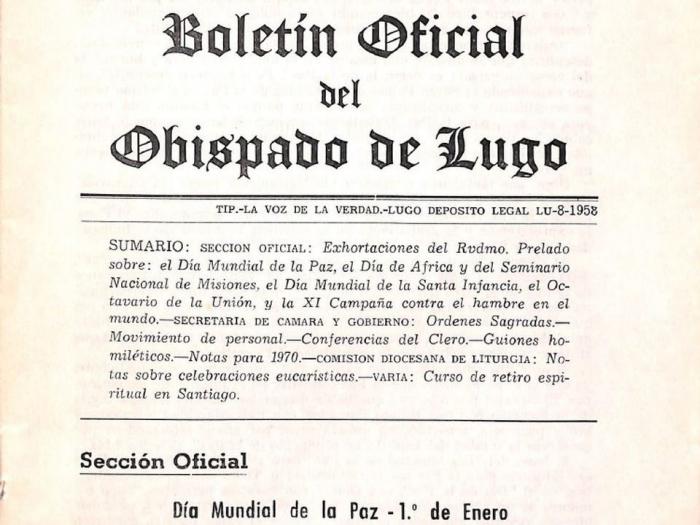 Boletín Oficial
del
Obispado de Lugo
TIP.-LA VOZ DE LA VERDAD.-LUGO DEPOSITO LEGAL LU-8-1958
SUMARIO: SECCION OFICIAL: Exhortaciones del Rvdmo. Prelado
sobre: el Día Mundial de la Paz, el Día de Africa y del Seminario
Nacional de Misiones, el Día Mundial de la Santa Infancia, el Oc-
tavario de la Unión, y la XI Campaña contra el hambre en el
mundo.—SECRETARIA DE CAMARA Y GOBIERNO: Ordenes Sagradas.—
Movimiento de personal.—Conferencias del Clero.—Guiones ho-
miléticos.—Notas para 1970.—COMISION DIOCESANA DE LITURGIA: No-
tas sobre celebraciones eucarísticas.—VARIA: Curso de retiro espi-
ritual en Santiago.
Sección Oficial
Día Mundial de la Paz - 1.º de Enero